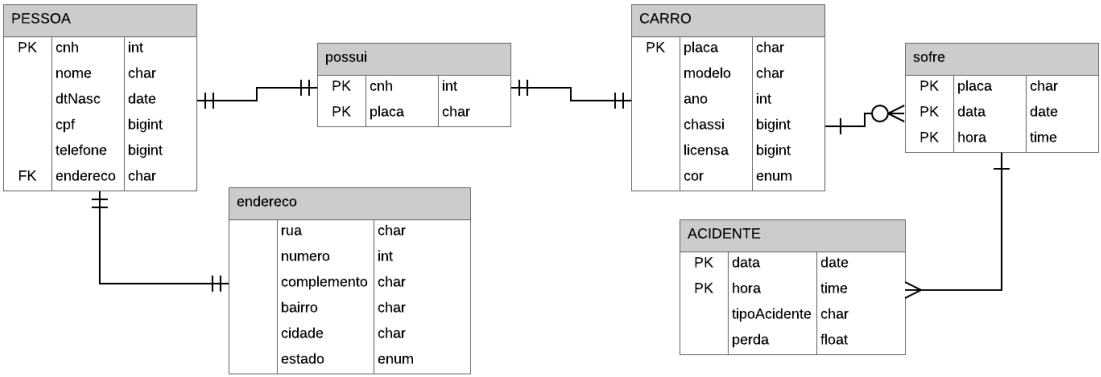 PESSOA
PK cnh int
nome char
dtNasc date
cpf bigint
telefone bigint
FK endereco char
possui
PK cnh int
PK placa char
CARRO
PK placa char
modelo char
ano int
chassi bigint
licensa bigint
cor enum
sofre
PK placa char
PK data date
PK hora time
endereco
rua char
numero int
complemento char
bairro char
cidade char
estado enum
ACIDENTE
PK data date
PK hora time
tipoAcidente char
perda float